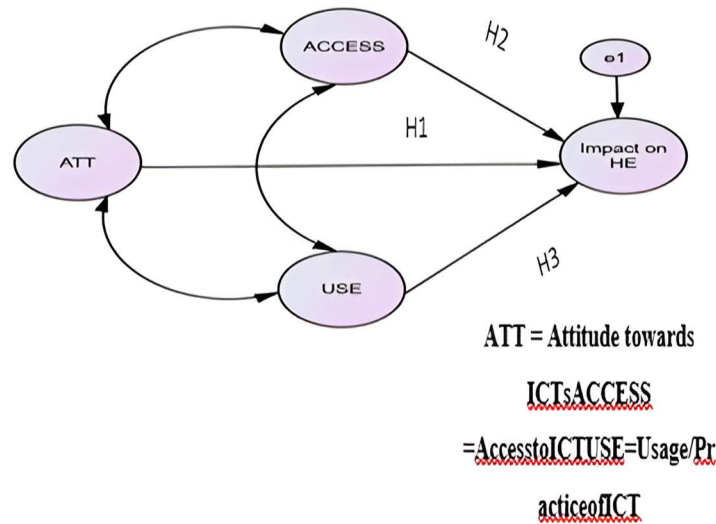 ACCESS
H2
e1
H1
Impact on
HE
ATT
USE
H3
ATT = Attitude towards
ICTsACCESS
=AccesstoICTUSE=Usage/Pr
acticeofICT